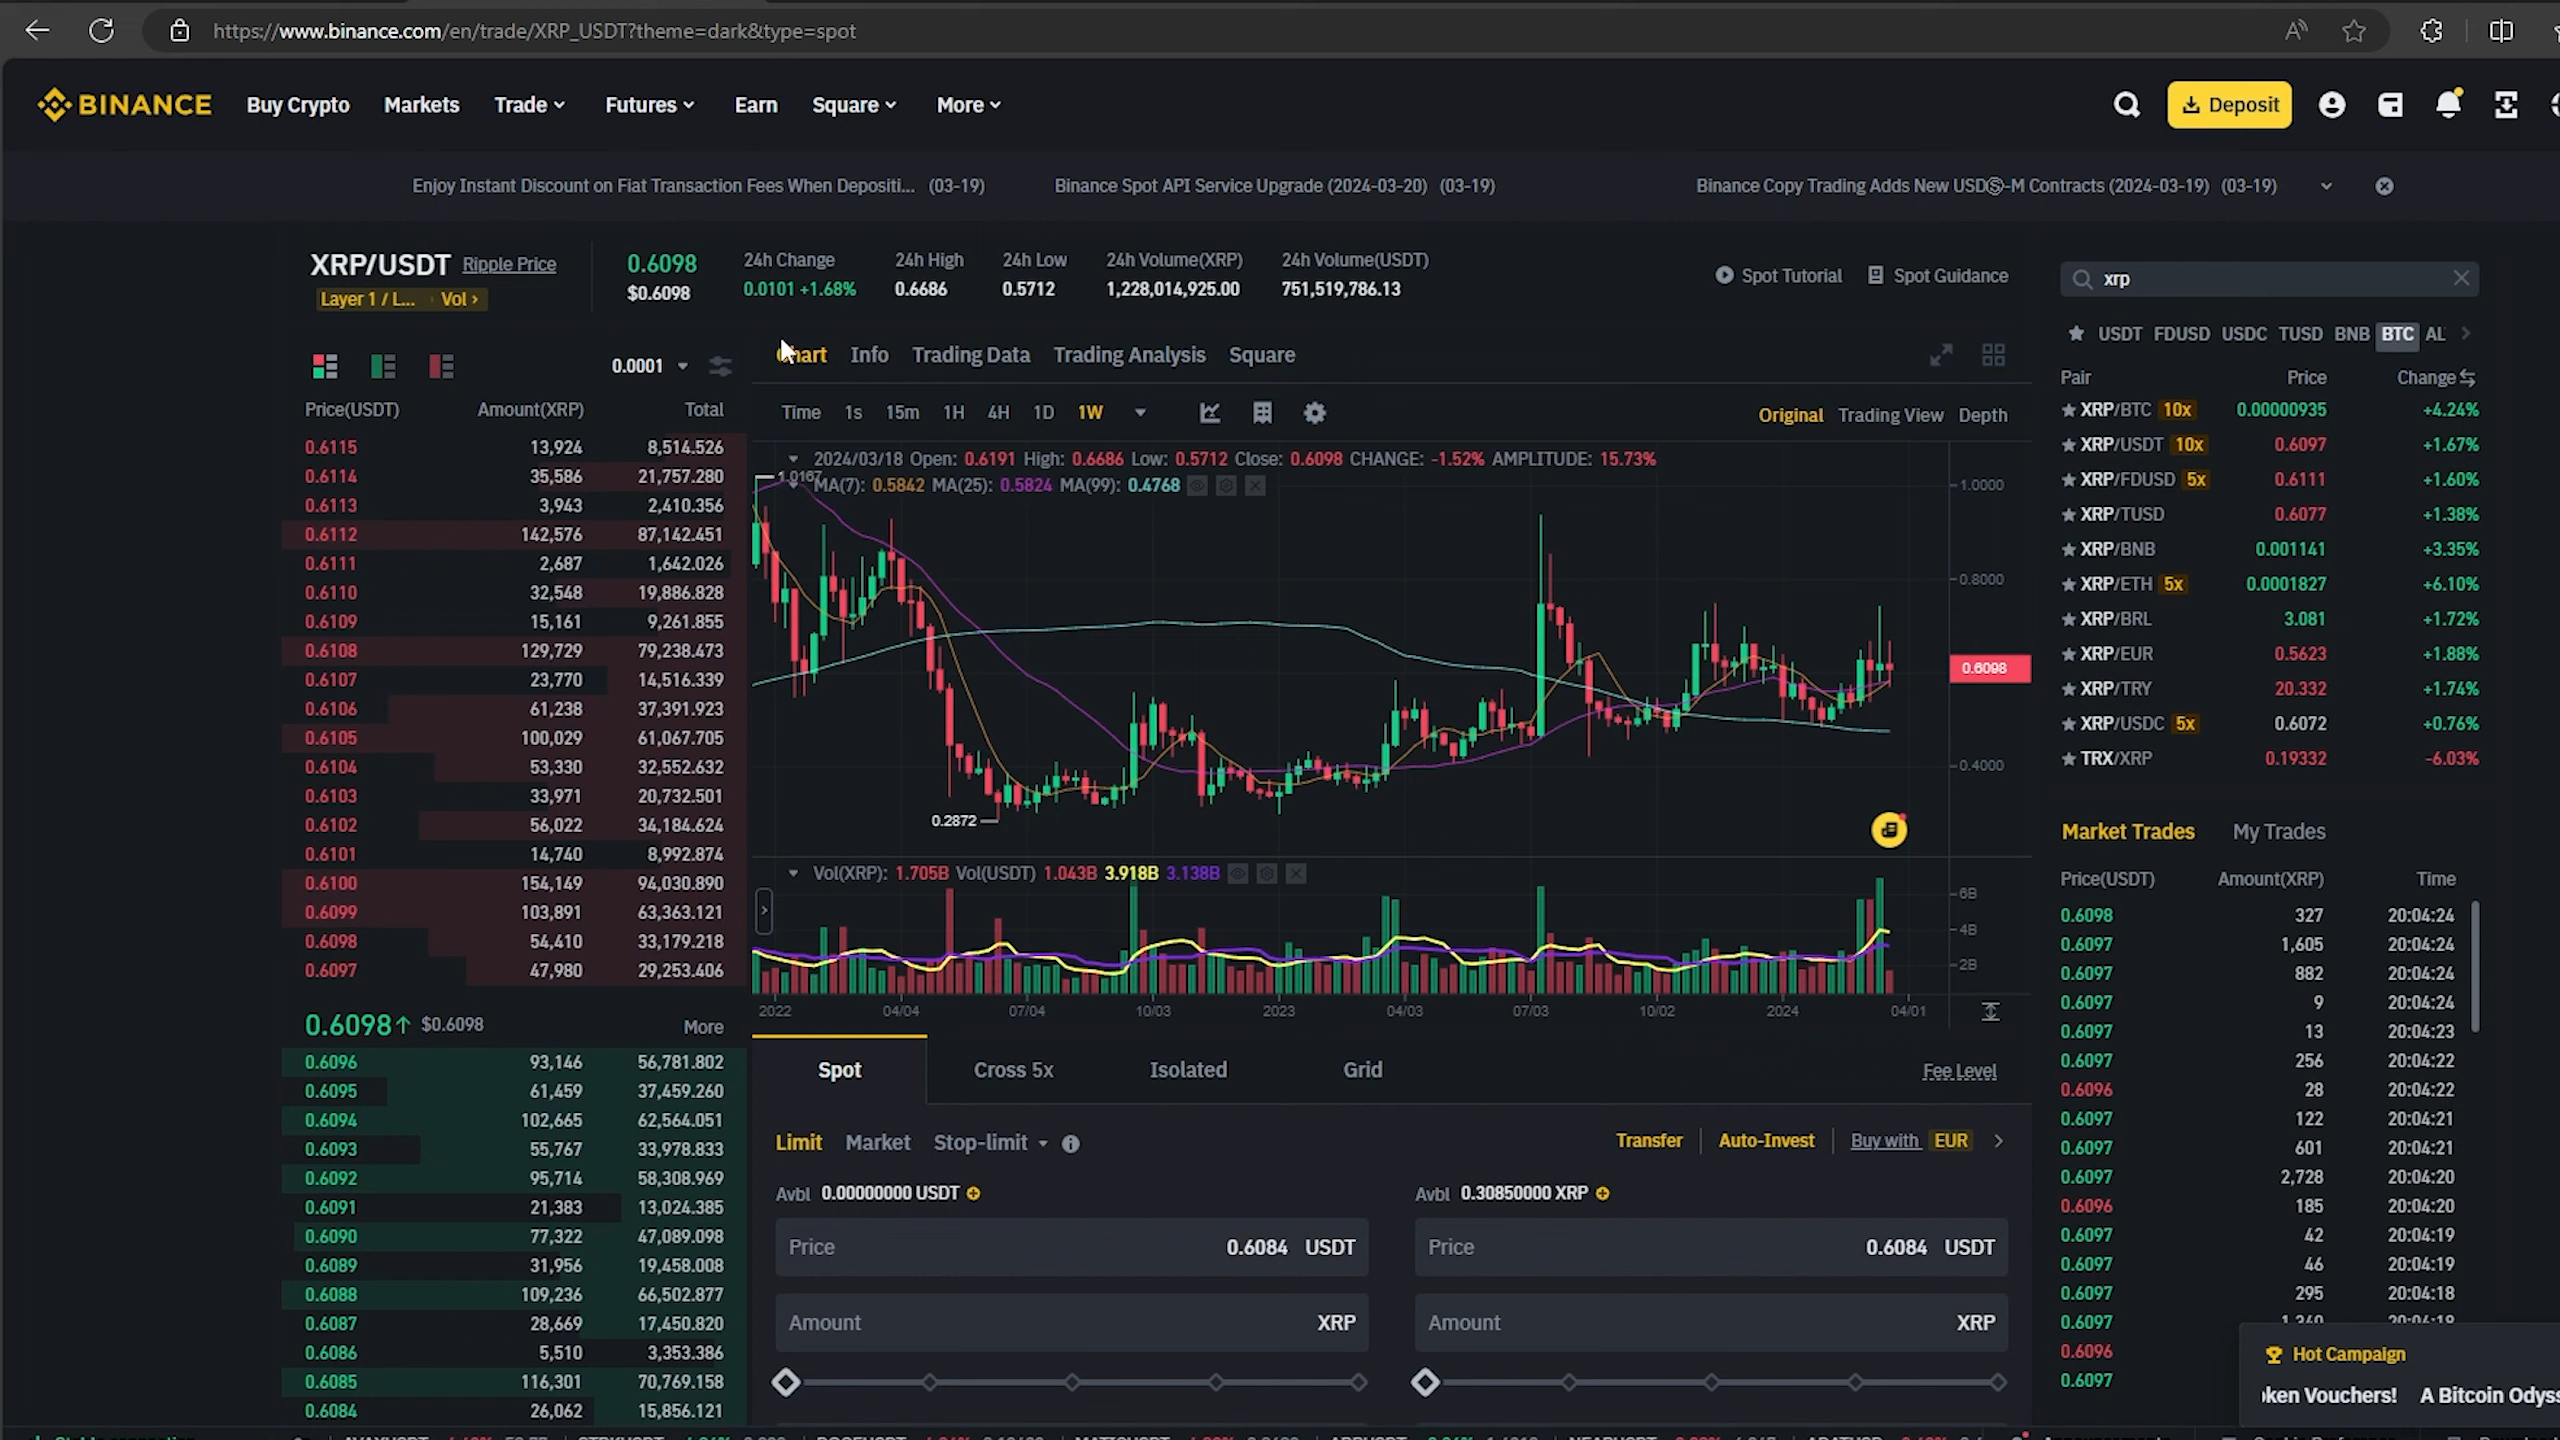 https://www.binance.com/en/trade/XRP_USDT?theme=dark&type=spot
BINANCE Buy Crypto Markets Trade Futures Earn Square More Deposit
Enjoy Instant Discount on Fiat Transaction Fees When Depositi... (03-19) Binance Spot API Service Upgrade (2024-03-20) (03-19) Binance Copy Trading Adds New USDⓈ-M Contracts (2024-03-19) (03-19)
XRP/USDT Ripple Price
Layer 1 / L... Vol
0.6098
$0.6098
24h Change
0.0101 +1.68%
24h High
0.6686
24h Low
0.5712
24h Volume(XRP)
1,228,014,925.00
24h Volume(USDT)
751,519,786.13
Spot Tutorial Spot Guidance
0.0001
Price(USDT) Amount(XRP) Total
0.6115 13,924 8,514.526
0.6114 35,586 21,757.280
0.6113 3,943 2,410.356
0.6112 142,576 87,142.451
0.6111 2,687 1,642.026
0.6110 32,548 19,886.828
0.6109 15,161 9,261.855
0.6108 129,729 79,238.473
0.6107 23,770 14,516.339
0.6106 61,238 37,391.923
0.6105 100,029 61,067.705
0.6104 53,330 32,552.632
0.6103 33,971 20,732.501
0.6102 56,022 34,184.624
0.6101 14,740 8,992.874
0.6100 154,149 94,030.890
0.6099 103,891 63,363.121
0.6098 54,410 33,179.218
0.6097 47,980 29,253.406
0.6098↑ $0.6098 More
0.6096 93,146 56,781.802
0.6095 61,459 37,459.260
0.6094 102,665 62,564.051
0.6093 55,767 33,978.833
0.6092 95,714 58,308.969
0.6091 21,383 13,024.385
0.6090 77,322 47,089.098
0.6089 31,956 19,458.008
0.6088 109,236 66,502.877
0.6087 28,669 17,450.820
0.6086 5,510 3,353.386
0.6085 116,301 70,769.158
0.6084 26,062 15,856.121
Chart Info Trading Data Trading Analysis Square
Time 1s 15m 1H 4H 1D 1W
Original Trading View Depth
2024/03/18 Open: 0.6191 High: 0.6686 Low: 0.5712 Close: 0.6098 CHANGE: -1.52% AMPLITUDE: 15.73%
1.0167
MA(7): 0.5842 MA(25): 0.5824 MA(99): 0.4768
1.0000
0.8000
0.6098
0.4000
0.2872
Vol(XRP): 1.705B Vol(USDT) 1.043B 3.918B 3.138B
6B
4B
2B
2022 04/04 07/04 10/03 2023 04/03 07/03 10/02 2024 04/01
Spot Cross 5x Isolated Grid Fee Level
Limit Market Stop-limit Transfer Auto-Invest Buy with EUR
Avbl 0.00000000 USDT
Price 0.6084 USDT
Amount XRP
Avbl 0.30850000 XRP
Price 0.6084 USDT
Amount XRP
xrp
USDT FDUSD USDC TUSD BNB BTC AL
Pair Price Change
XRP/BTC 10x 0.00000935 +4.24%
XRP/USDT 10x 0.6097 +1.67%
XRP/FDUSD 5x 0.6111 +1.60%
XRP/TUSD 0.6077 +1.38%
XRP/BNB 0.001141 +3.35%
XRP/ETH 5x 0.0001827 +6.10%
XRP/BRL 3.081 +1.72%
XRP/EUR 0.5623 +1.88%
XRP/TRY 20.332 +1.74%
XRP/USDC 5x 0.6072 +0.76%
TRX/XRP 0.19332 -6.03%
Market Trades My Trades
Price(USDT) Amount(XRP) Time
0.6098 327 20:04:24
0.6097 1,605 20:04:24
0.6097 882 20:04:24
0.6097 9 20:04:24
0.6097 13 20:04:23
0.6097 256 20:04:22
0.6096 28 20:04:22
0.6097 122 20:04:21
0.6097 601 20:04:21
0.6097 2,728 20:04:20
0.6096 185 20:04:20
0.6097 42 20:04:19
0.6097 46 20:04:19
0.6097 295 20:04:18
0.6097
0.6096
0.6097
Hot Campaign
oken Vouchers! A Bitcoin Odyss